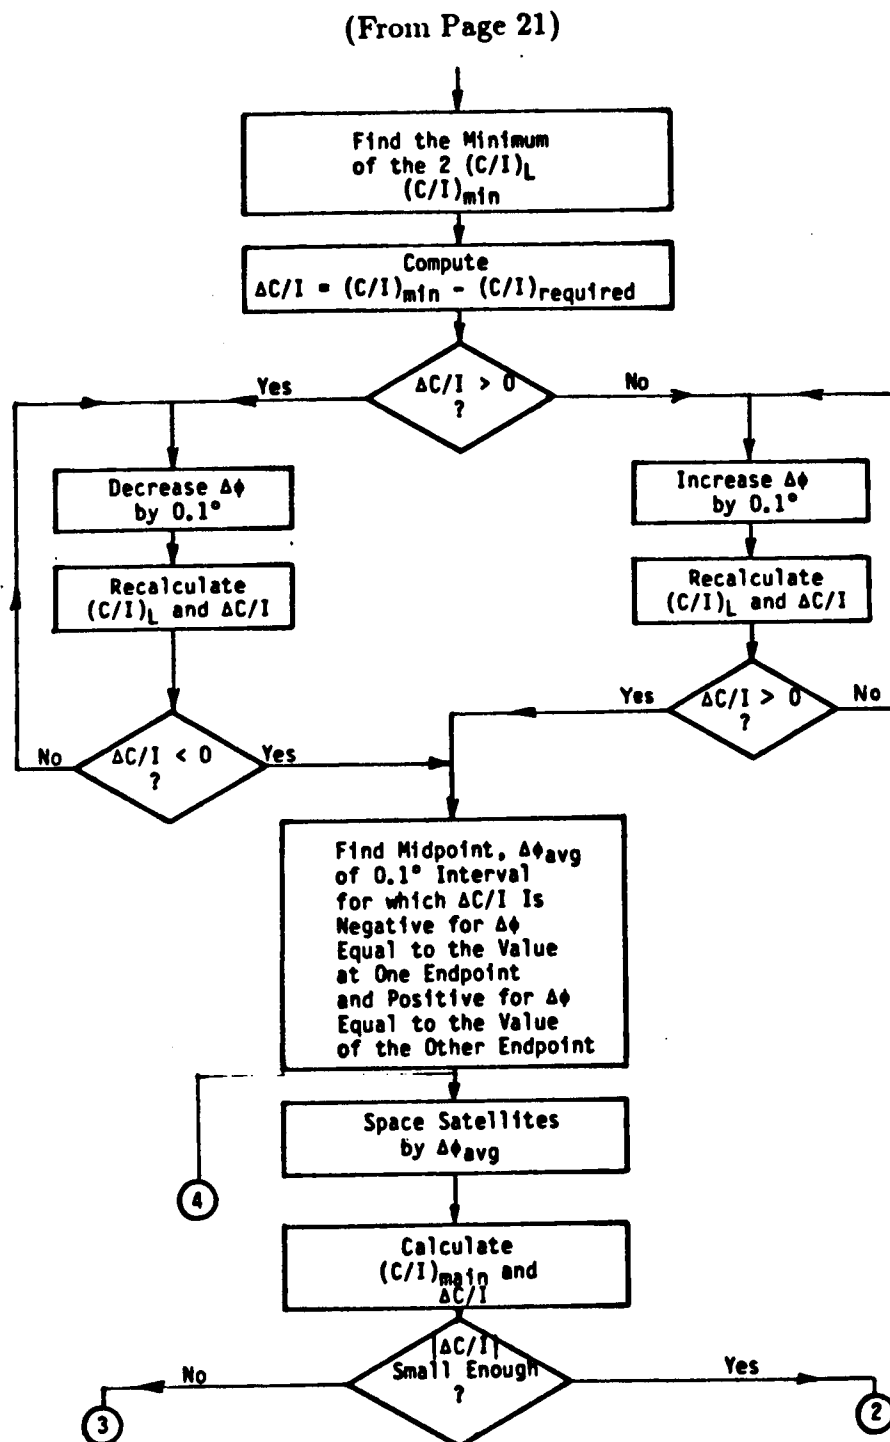 (From Page 21)
Find the Minimum
of the 2 (C/I)L
(C/I)min
Compute
ΔC/I = (C/I)min - (C/I)required
ΔC/I > 0
?
Yes
No
Decrease Δϕ
by 0.1°
Increase Δϕ
by 0.1°
Recalculate
(C/I)L and ΔC/I
Recalculate
(C/I)L and ΔC/I
ΔC/I < 0
?
No
Yes
ΔC/I > 0
?
Yes
No
Find Midpoint, Δϕavg
of 0.1° Interval
for which ΔC/I Is
Negative for Δϕ
Equal to the Value
at One Endpoint
and Positive for Δϕ
Equal to the Value
of the Other Endpoint
Space Satellites
by Δϕavg
4
Calculate
(C/I)main and
ΔC/I
|ΔC/I|
Small Enough
?
No
Yes
3
2